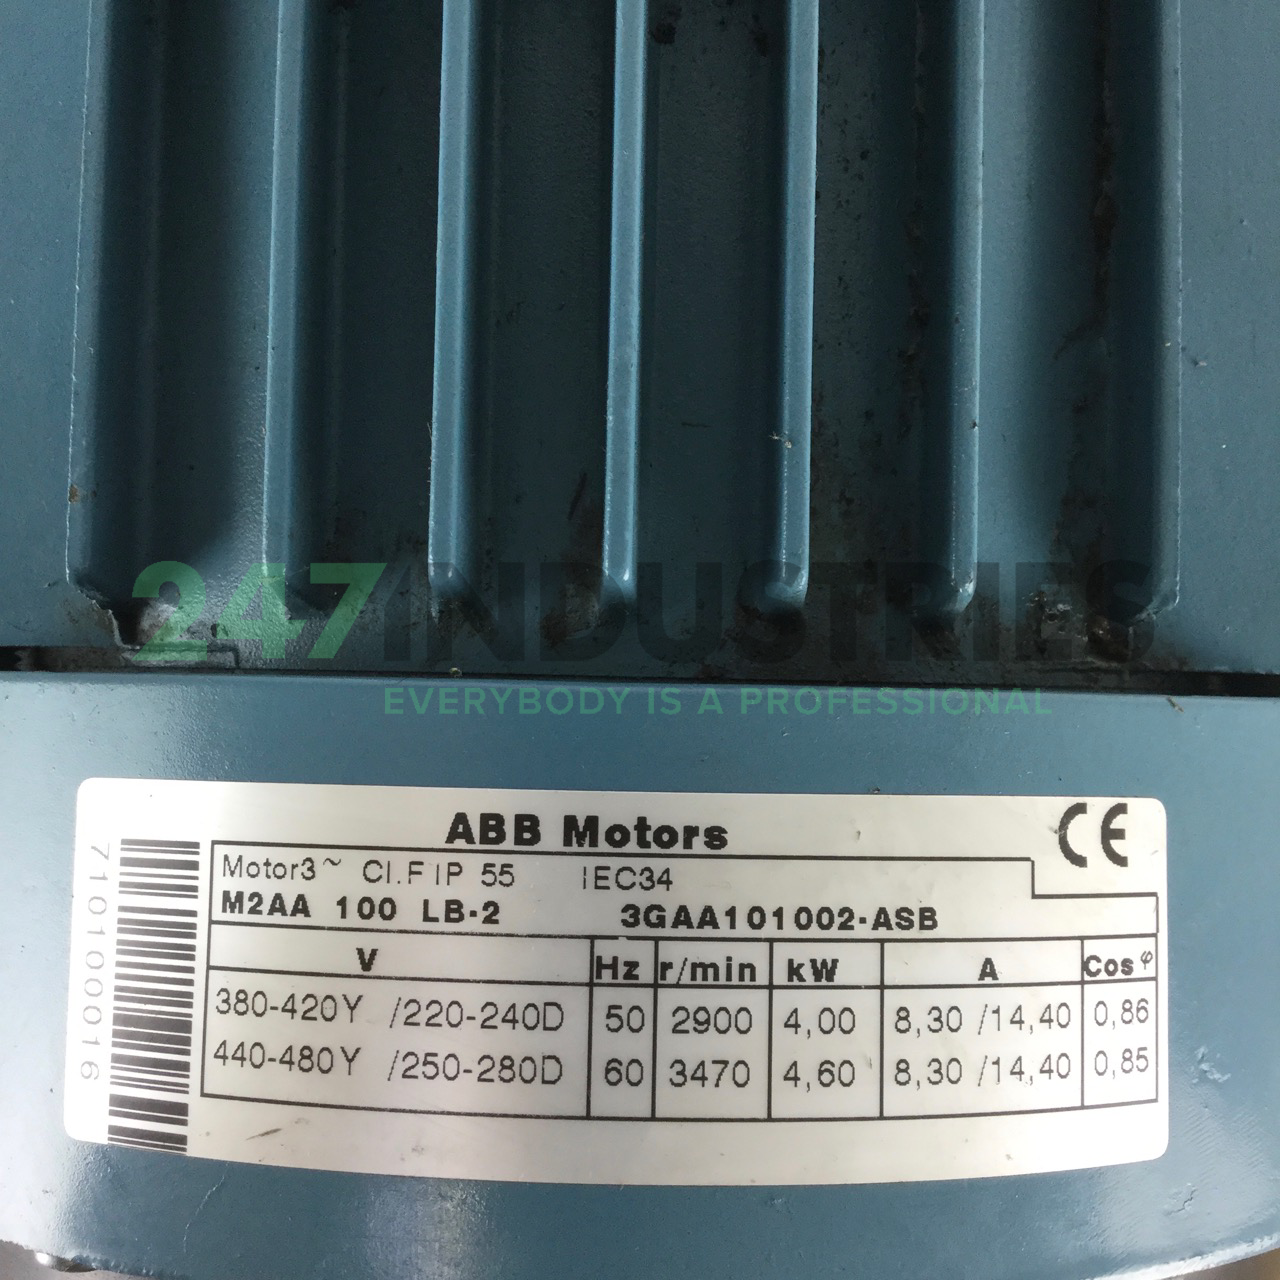 247INDUSTRIES
EVERYBODY IS A PROFESSIONAL
ABB Motors
CE
Motor3~ Cl.F IP 55 IEC34
M2AA 100 LB-2 3GAA101002-ASB
V Hz r/min kW A Cos φ
380-420Y /220-240D 50 2900 4,00 8,30 /14,40 0,86
440-480Y /250-280D 60 3470 4,60 8,30 /14,40 0,85
710100016